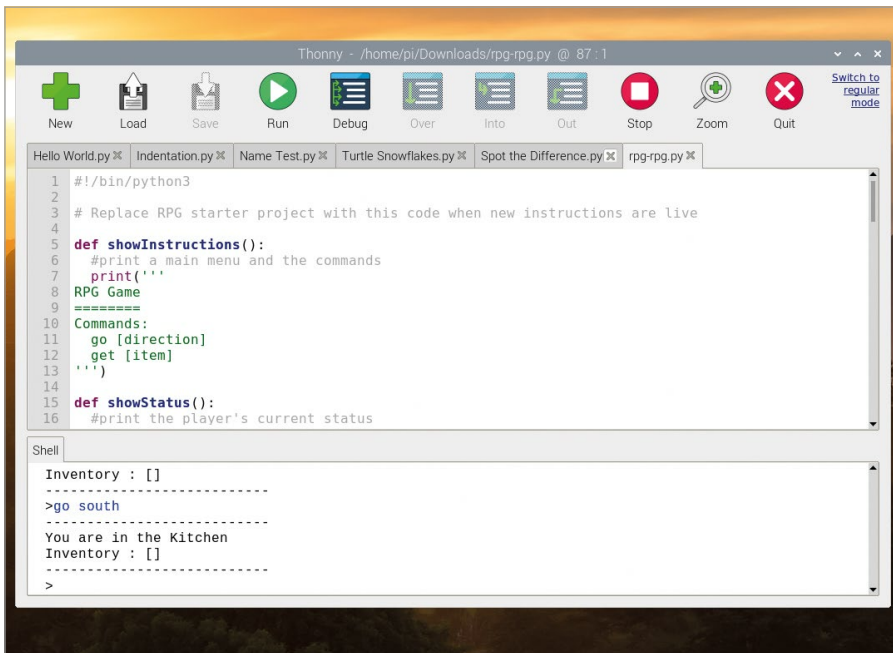 Thonny - /home/pi/Downloads/rpg-rpg.py @ 87 : 1
New Load Save Run Debug Over Into Out Stop Zoom Quit
Switch to
regular
mode
Hello World.py Indentation.py Name Test.py Turtle Snowflakes.py Spot the Difference.py rpg-rpg.py
1 #!/bin/python3
2
3 # Replace RPG starter project with this code when new instructions are live
4
5 def showInstructions():
6   #print a main menu and the commands
7   print('''
8 RPG Game
9 ========
10 Commands:
11   go [direction]
12   get [item]
13 ''')
14
15 def showStatus():
16   #print the player's current status
Shell
Inventory : []
---------------------------
>go south
---------------------------
You are in the Kitchen
Inventory : []
---------------------------
>